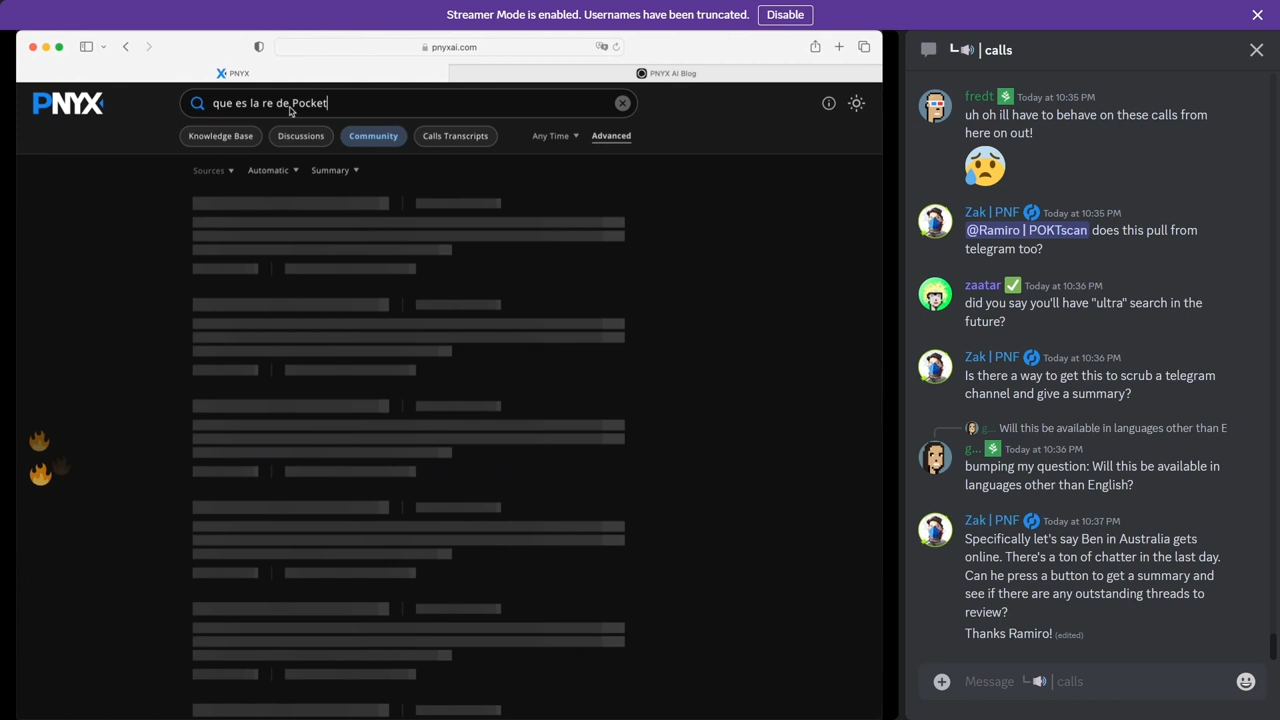 Streamer Mode is enabled. Usernames have been truncated. Disable
pnyxai.com
PNYX
PNYX AI Blog
PNYX
que es la re de Pocket
Knowledge Base Discussions Community Calls Transcripts Any Time Advanced
Sources Automatic Summary
calls
fredt Today at 10:35 PM
uh oh ill have to behave on these calls from
here on out!
Zak | PNF Today at 10:35 PM
@Ramiro | POKTscan does this pull from
telegram too?
zaatar Today at 10:36 PM
did you say you'll have "ultra" search in the
future?
Zak | PNF Today at 10:36 PM
Is there a way to get this to scrub a telegram
channel and give a summary?
g... Will this be available in languages other than E
g... Today at 10:36 PM
bumping my question: Will this be available in
languages other than English?
Zak | PNF Today at 10:37 PM
Specifically let's say Ben in Australia gets
online. There's a ton of chatter in the last day.
Can he press a button to get a summary and
see if there are any outstanding threads to
review?
Thanks Ramiro! (edited)
Message calls